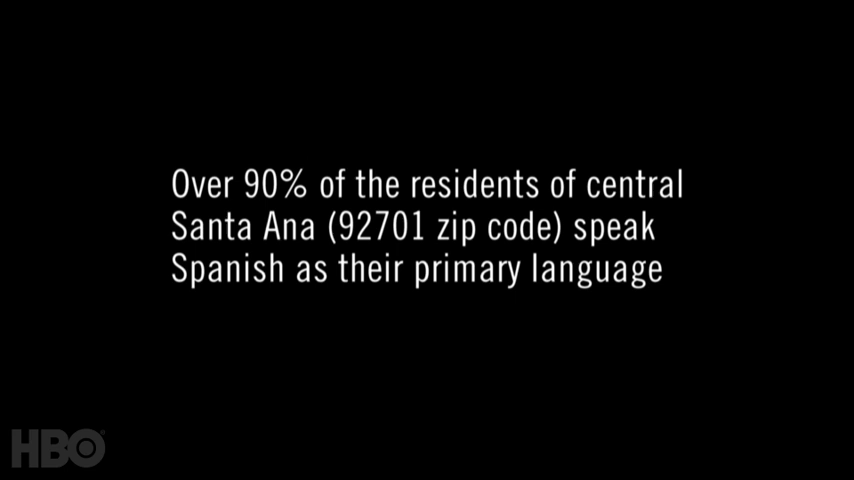 Over 90% of the residents of central
Santa Ana (92701 zip code) speak
Spanish as their primary language
HBO